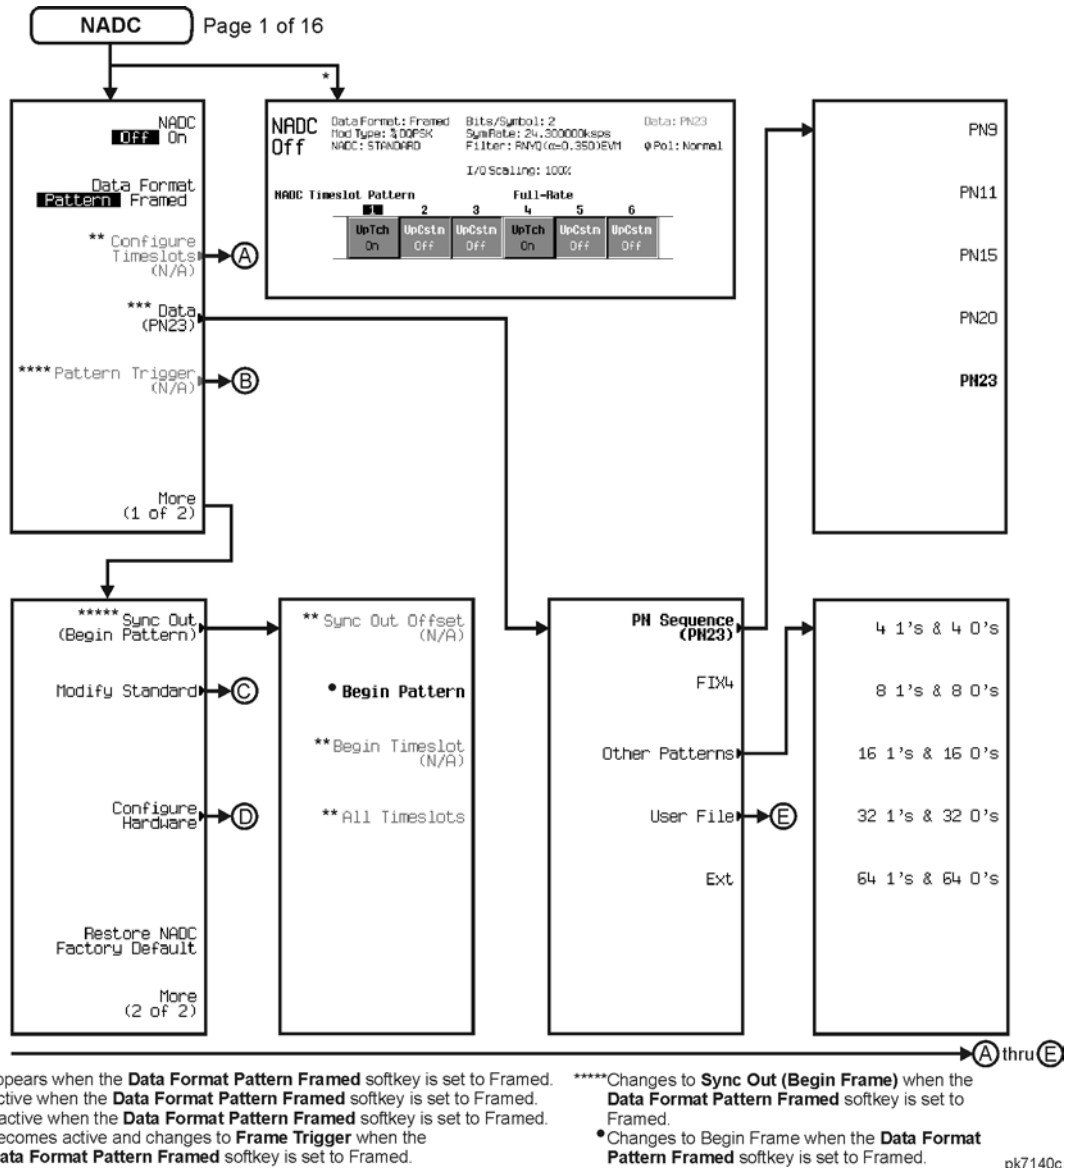 NADC
Page 1 of 16
*
NADC
Off On
Data Format
Pattern Framed
** Configure
Timeslots
(N/A)
A
*** Data
(PN23)
**** Pattern Trigger
(N/A)
B
More
(1 of 2)
NADC
Off
Data Format: Framed
Mod Type: DQPSK
NADC: STANDARD
Bits/Symbol: 2
SymRate: 24.300000ksps
Filter: RNYQ(α=0.350)EVM
Data: PN23
φ Pol: Normal
I/Q Scaling: 100%
NADC Timeslot Pattern
Full-Rate
1 2 3 4 5 6
UpTch UpCstm UpCstm UpTch UpCstm UpCstm
On Off Off On Off Off
PN9
PN11
PN15
PN20
PN23
***** Sync Out
(Begin Pattern)
Modify Standard
C
Configure
Hardware
D
Restore NADC
Factory Default
More
(2 of 2)
** Sync Out Offset
(N/A)
• Begin Pattern
** Begin Timeslot
(N/A)
** All Timeslots
PN Sequence
(PN23)
FIX4
Other Patterns
User File
E
Ext
4 1's & 4 0's
8 1's & 8 0's
16 1's & 16 0's
32 1's & 32 0's
64 1's & 64 0's
A thru E
ppears when the Data Format Pattern Framed softkey is set to Framed.
ctive when the Data Format Pattern Framed softkey is set to Framed.
active when the Data Format Pattern Framed softkey is set to Framed.
ecomes active and changes to Frame Trigger when the
ata Format Pattern Framed softkey is set to Framed.
*****Changes to Sync Out (Begin Frame) when the
Data Format Pattern Framed softkey is set to
Framed.
•Changes to Begin Frame when the Data Format
Pattern Framed softkey is set to Framed.
pk7140c